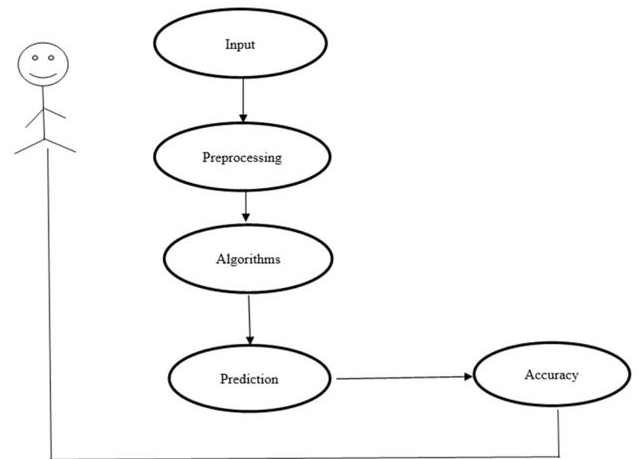 Input
Preprocessing
Algorithms
Prediction
Accuracy